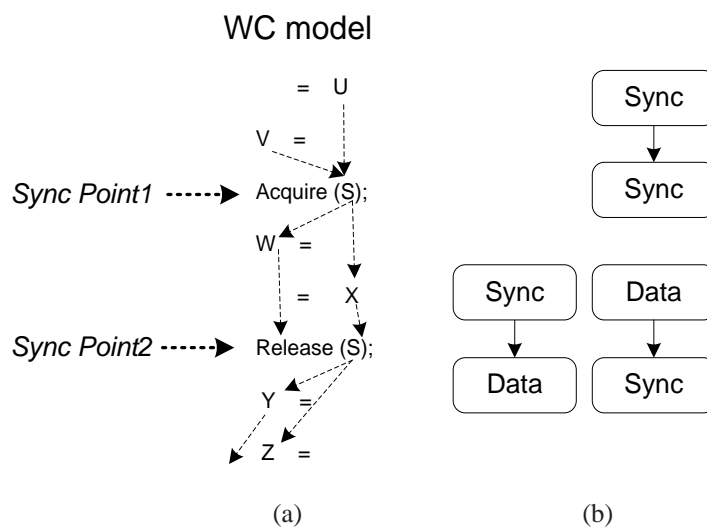 WC model
= U
V =
Sync Point1
Acquire (S);
W =
= X
Sync Point2
Release (S);
Y =
Z =
(a)
Sync
Sync
Sync
Data
Data
Sync
(b)